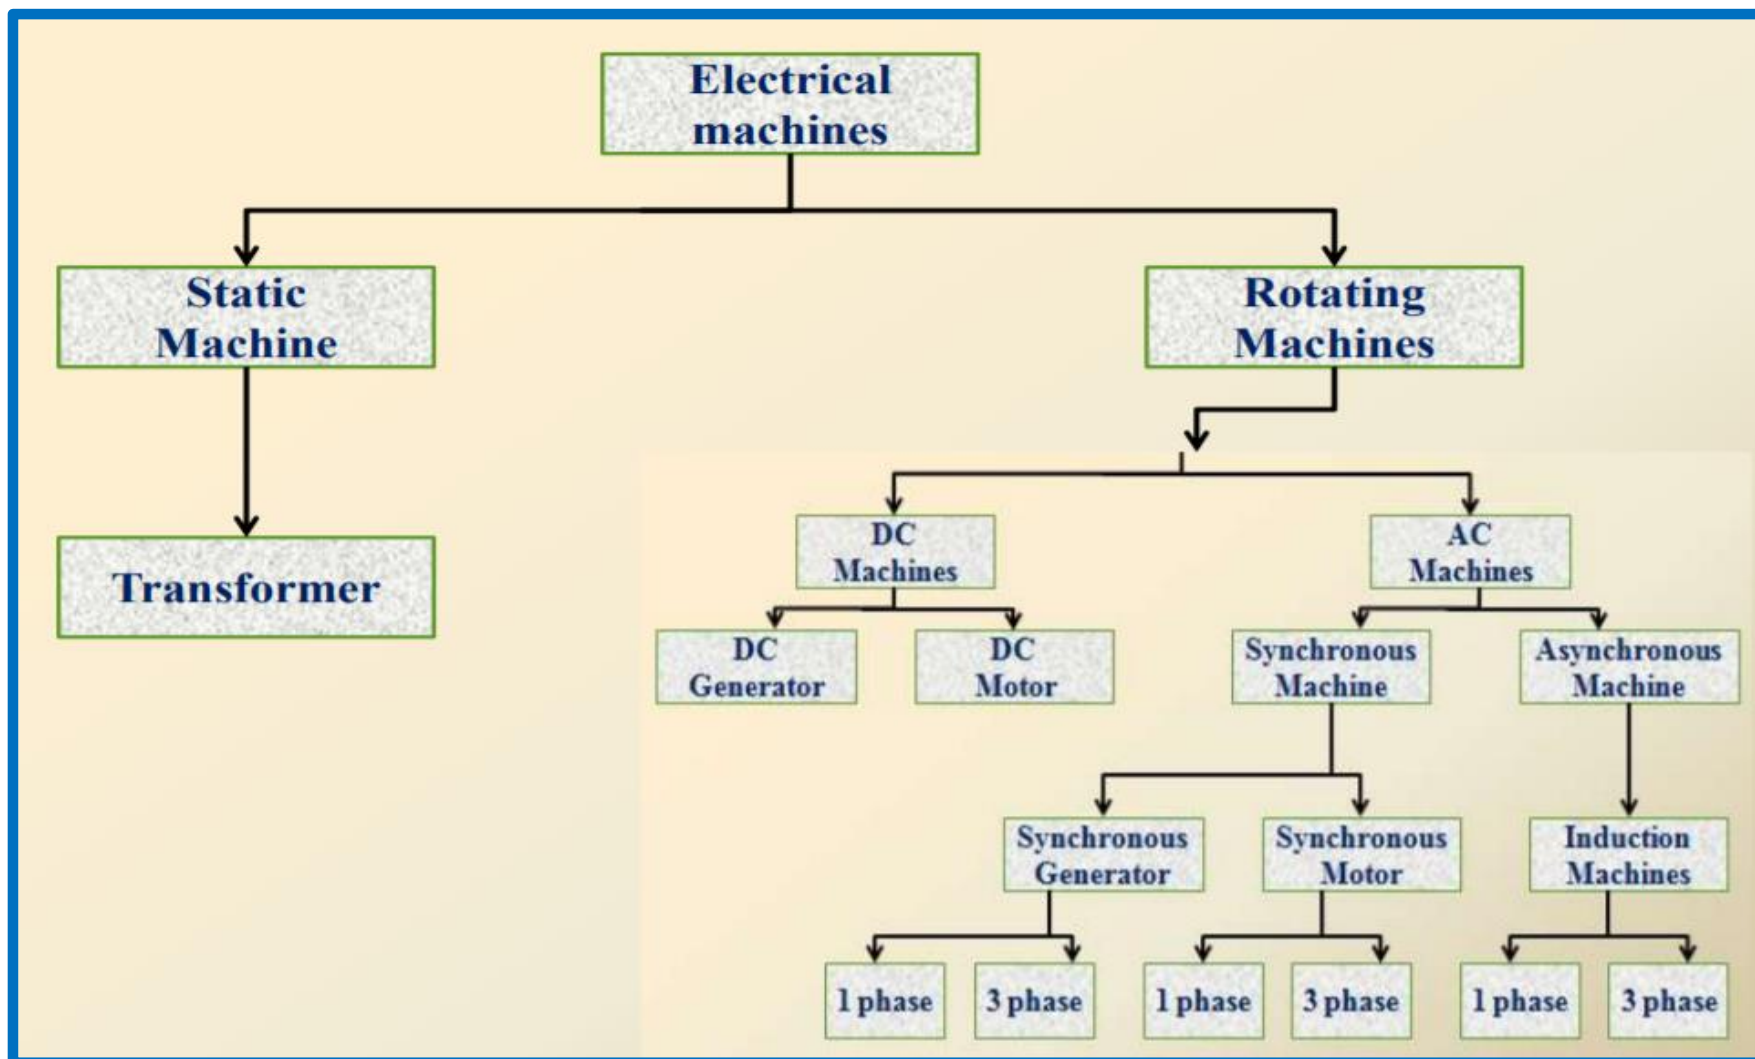 Electrical
machines
Static
Machine
Rotating
Machines
Transformer
DC
Machines
AC
Machines
DC
Generator
DC
Motor
Synchronous
Machine
Asynchronous
Machine
Synchronous
Generator
Synchronous
Motor
Induction
Machines
1 phase
3 phase
1 phase
3 phase
1 phase
3 phase